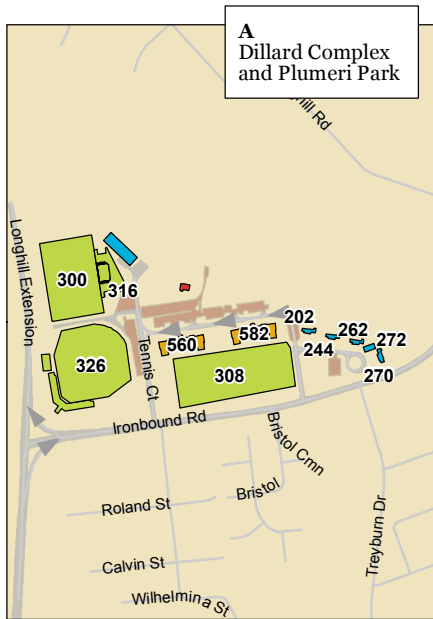 A
Dillard Complex
and Plumeri Park
hill Rd
Longhill Extension
300
316
202
262
272
582
560
244
270
326
308
Tennis Ct
Ironbound Rd
Bristol Cmn
Bristol
Roland St
Treyburn Dr
Calvin St
Wilhelmina St